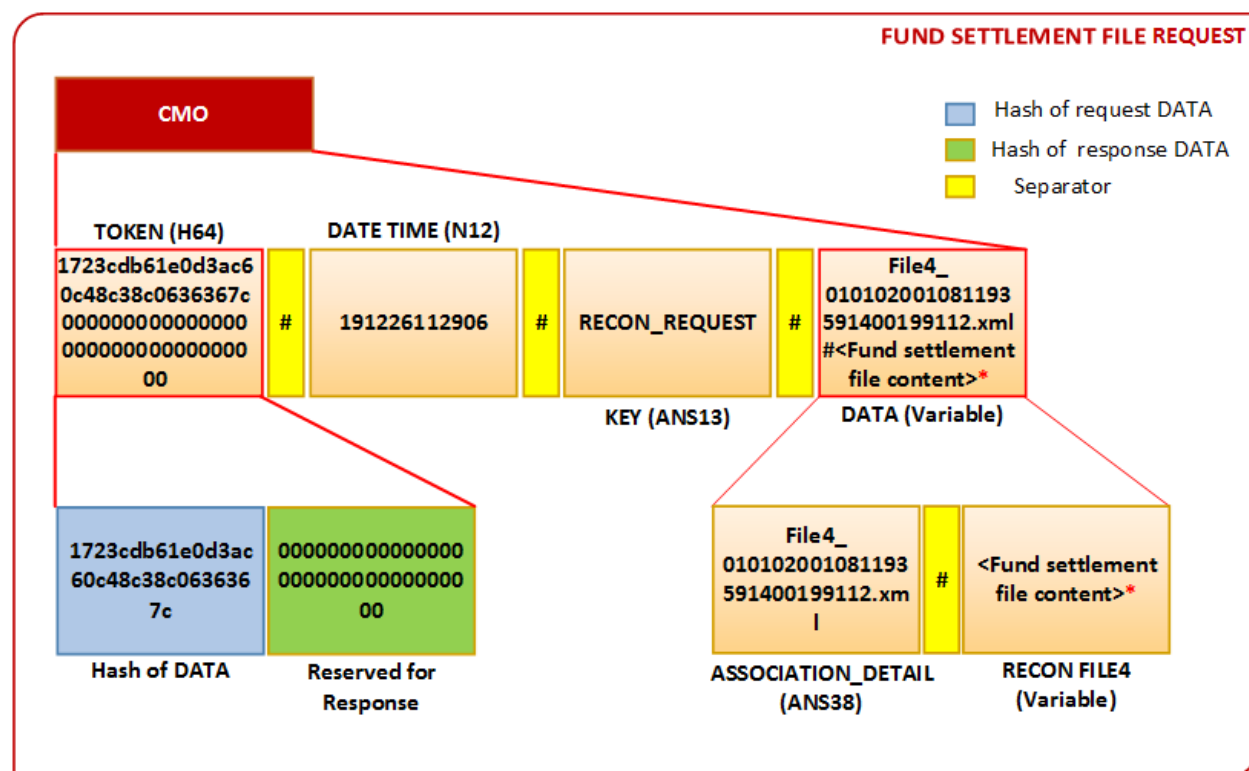 FUND SETTLEMENT FILE REQUEST
CMO
Hash of request DATA
Hash of response DATA
Separator
TOKEN (H64)
DATE TIME (N12)
1723cdb61e0d3ac6
0c48c38c0636367c
000000000000000
000000000000000
00
#
191226112906
#
RECON_REQUEST
#
File4_
010102001081193
591400199112.xml
#<Fund settlement
file content>*
KEY (ANS13)
DATA (Variable)
1723cdb61e0d3ac
60c48c38c063636
7c
000000000000000
000000000000000
00
File4_
010102001081193
591400199112.xm
l
#
<Fund settlement
file content>*
Hash of DATA
Reserved for
Response
ASSOCIATION_DETAIL
(ANS38)
RECON FILE4
(Variable)